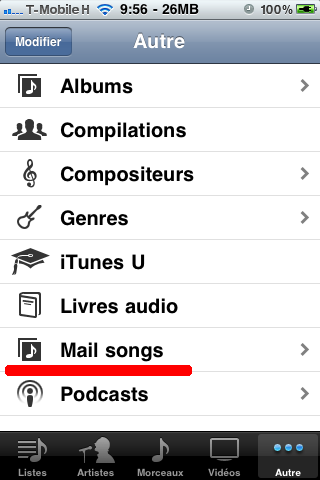 T-Mobile H 9:56 - 26MB 100%
Modifier Autre
Albums
Compilations
Compositeurs
Genres
iTunes U
Livres audio
Mail songs
Podcasts
Listes Artistes Morceaux Vidéos Autre